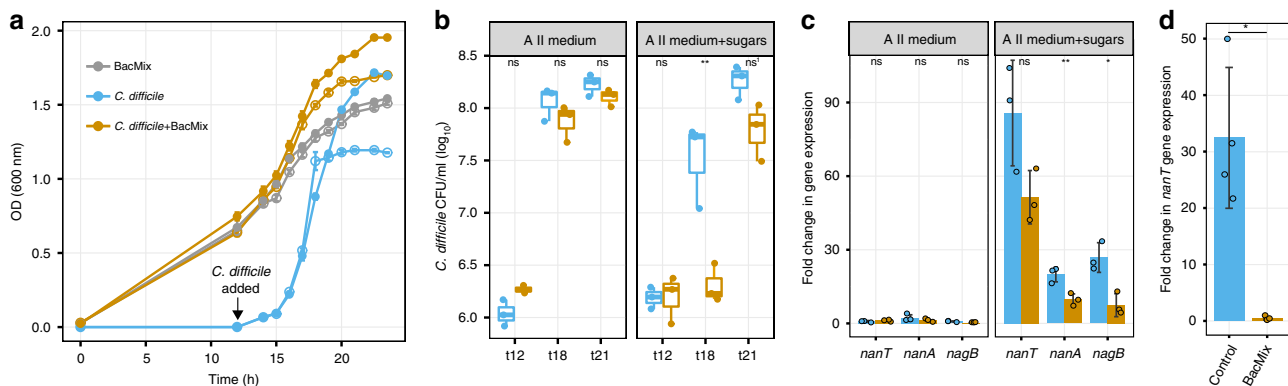 a
OD (600 nm)
2.0
1.5
1.0
0.5
0.0
BacMix
C. difficile
C. difficile+BacMix
C. difficile
added
0 5 10 15 20
Time (h)
b
A II medium A II medium+sugars
C. difficile CFU/ml (log10)
8.5
8.0
7.5
7.0
6.5
6.0
ns ns ns ns ** ns¹
t12 t18 t21 t12 t18 t21
c
A II medium A II medium+sugars
Fold change in gene expression
90
60
30
0
ns ns ns ns ** *
nanT nanA nagB nanT nanA nagB
d
Fold change in nanT gene expression
50
40
30
20
10
0
*
Control BacMix